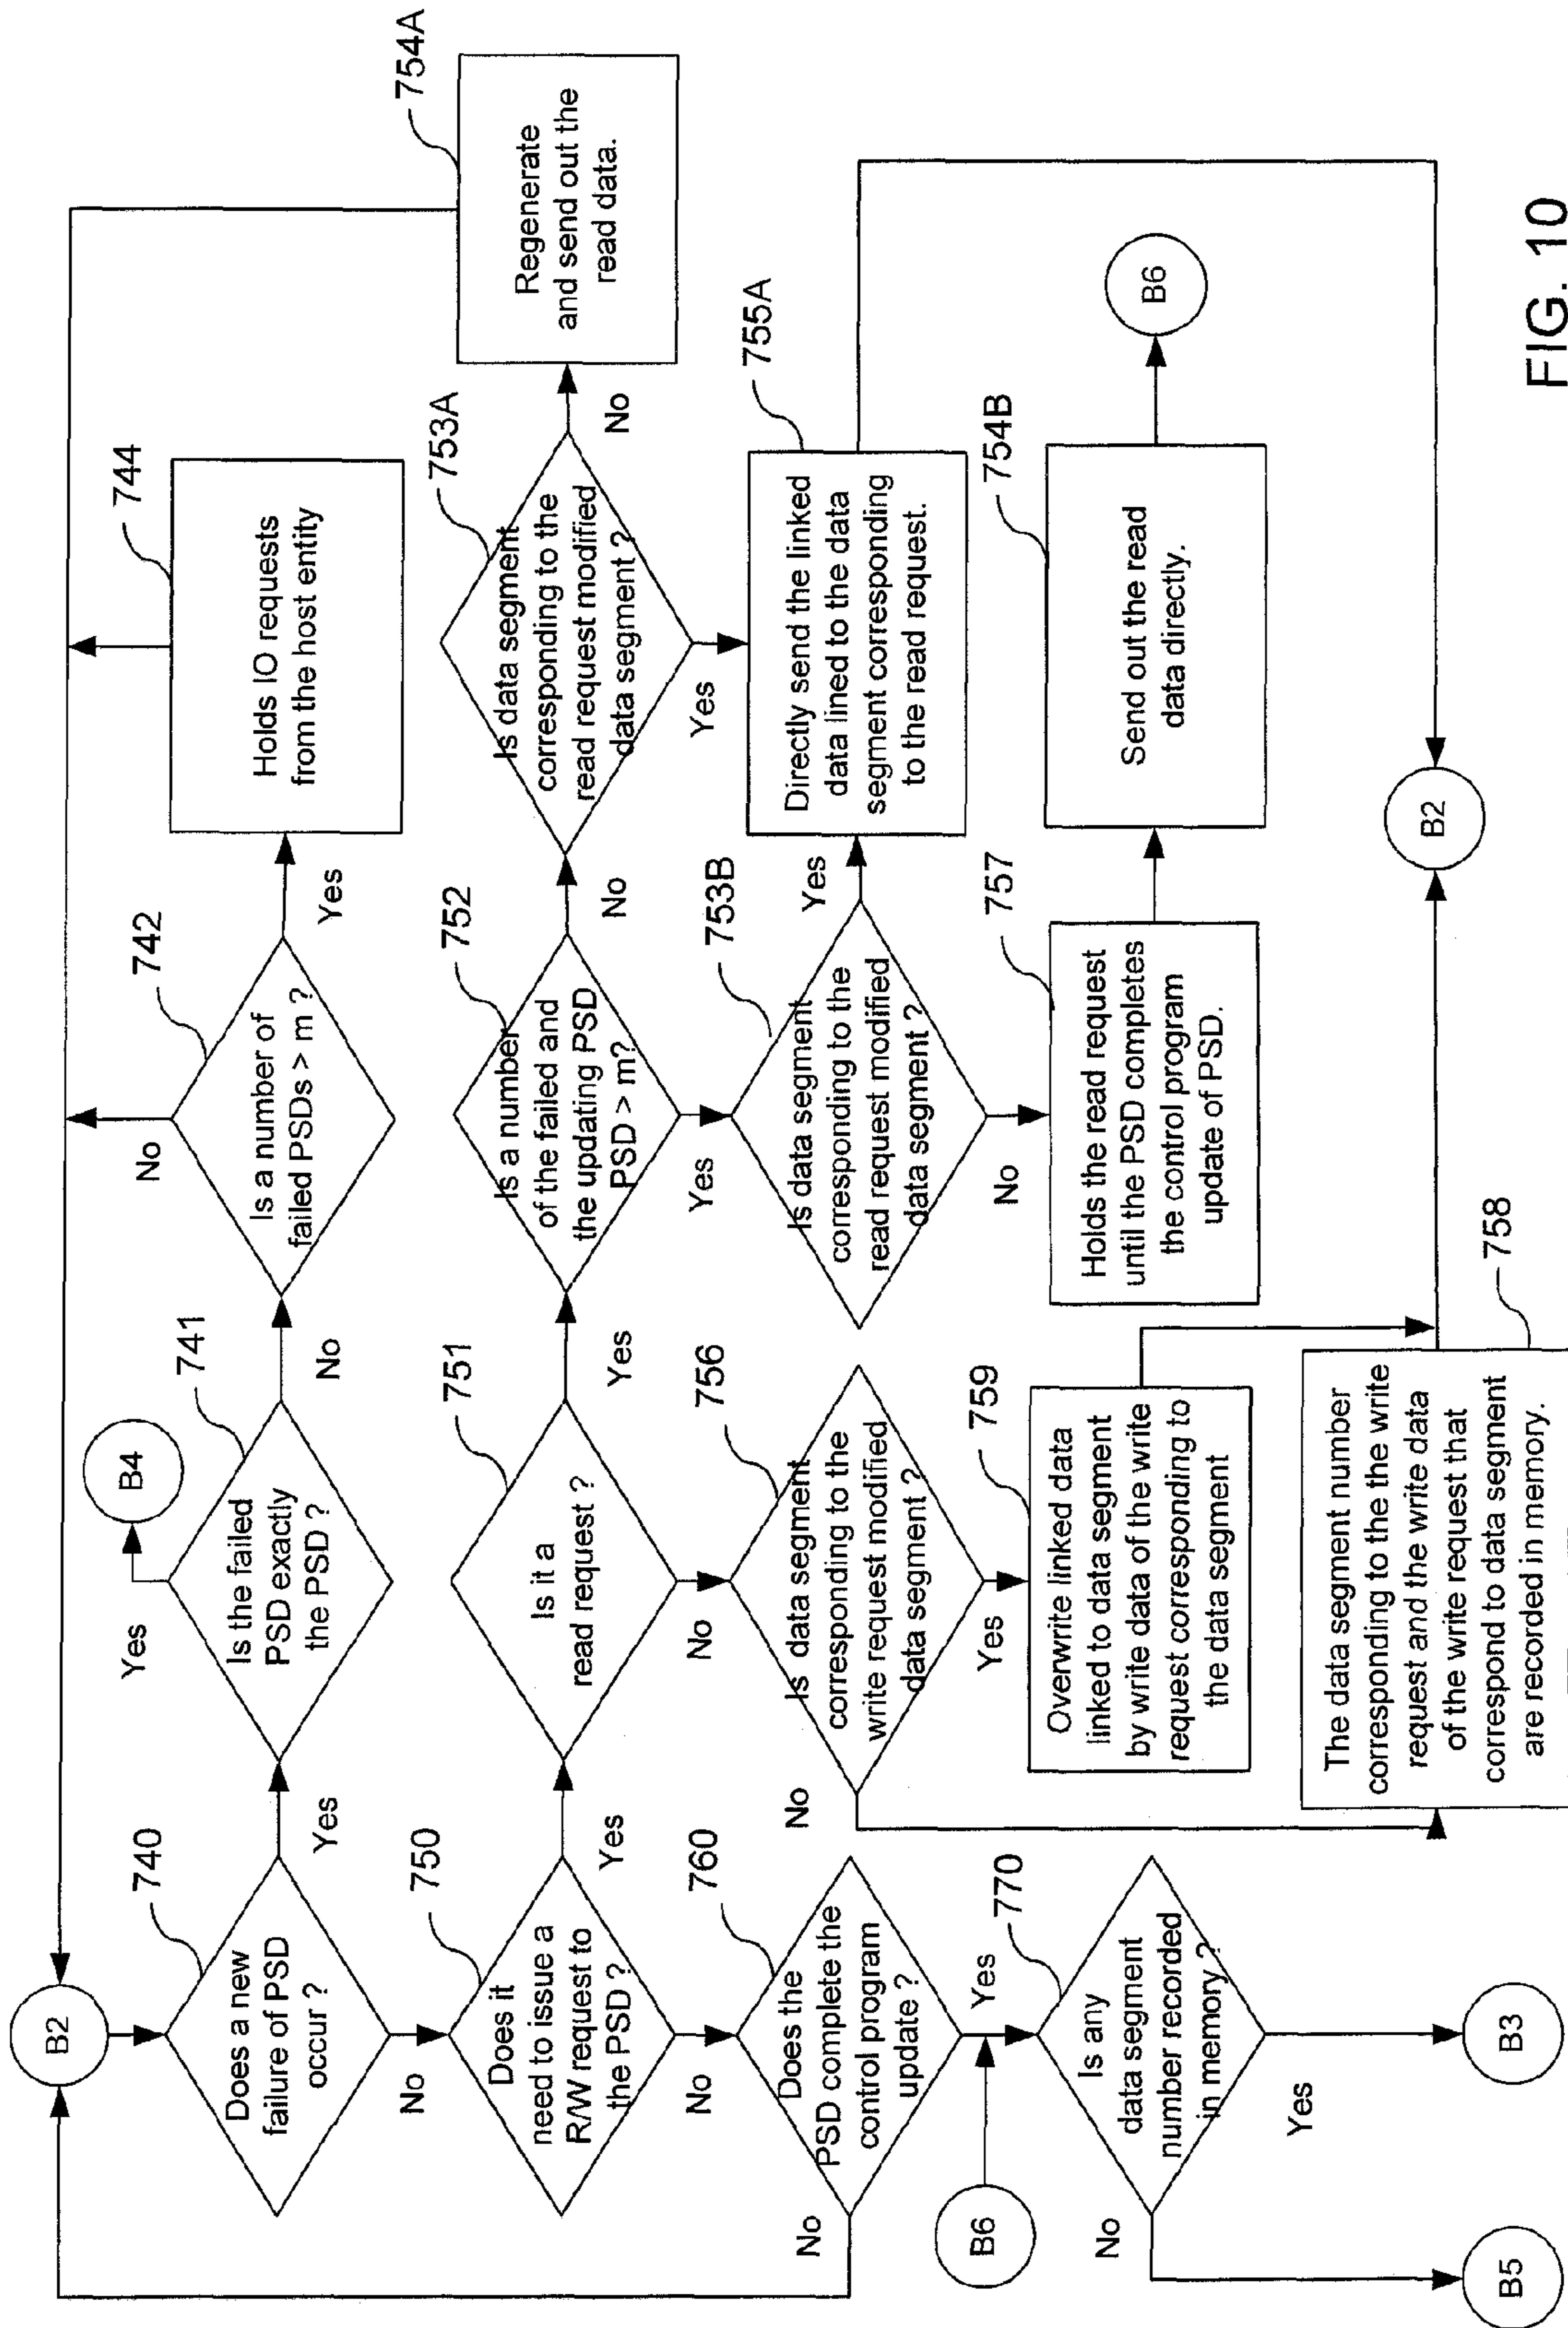 B2
740
Does a new
failure of PSD
occur ?
Yes
No
B4
Yes
741
Is the failed
PSD exactly
the PSD ?
No
742
Is a number of
failed PSDs > m ?
No
Yes
744
Holds IO requests
from the host entity
750
Does it
need to issue a
R/W request to
the PSD ?
Yes
No
751
Is it a
read request ?
Yes
No
752
Is a number
of the failed and
the updating PSD
PSD > m?
No
Yes
753A
Is data segment
corresponding to the
read request modified
data segment ?
No
Yes
754A
Regenerate
and send out the
read data.
760
Does the
PSD complete the
control program
update ?
No
Yes
756
Is data segment
corresponding to the
write request modified
data segment ?
No
Yes
753B
Is data segment
corresponding to the
read request modified
data segment ?
Yes
No
755A
Directly send the linked
data lined to the data
segment corresponding
to the read request.
B6
770
Is any
data segment
number recorded
in memory ?
No
Yes
759
Overwrite linked data
linked to data segment
by write data of the write
request corresponding to
the data segment
757
Holds the read request
until the PSD completes
the control program
update of PSD.
754B
Send out the read
data directly.
B6
B5
B3
758
The data segment number
corresponding to the the write
request and the write data
of the write request that
correspond to data segment
are recorded in memory.
B2
FIG. 10